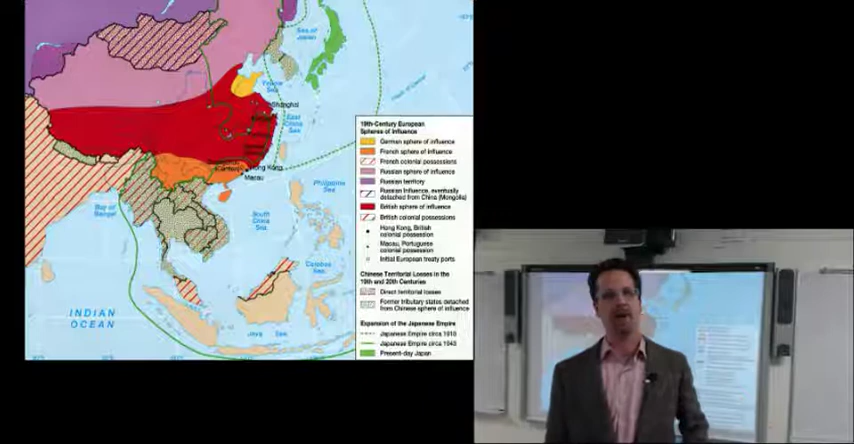 Sea of
Japan
Yellow
Sea
Shanghai
East
China
Sea
Hong Kong
Macau
Bay of
Bengal
South
China
Sea
Philippine
Sea
Celebes
Sea
Java Sea
INDIAN
OCEAN
19th-Century European
Spheres of Influence
German sphere of influence
French sphere of influence
French colonial possessions
Russian sphere of influence
Russian territory
Russian Influence, eventually
detached from China (Mongolia)
British sphere of influence
British colonial possessions
Hong Kong, British
colonial possession
Macau, Portuguese
colonial possession
Initial European treaty ports
Chinese Territorial Losses in the
19th and 20th Centuries
Direct territorial losses
Former tributary states detached
from Chinese sphere of influence
Expansion of the Japanese Empire
Japanese Empire circa 1910
Japanese Empire circa 1943
Present-day Japan